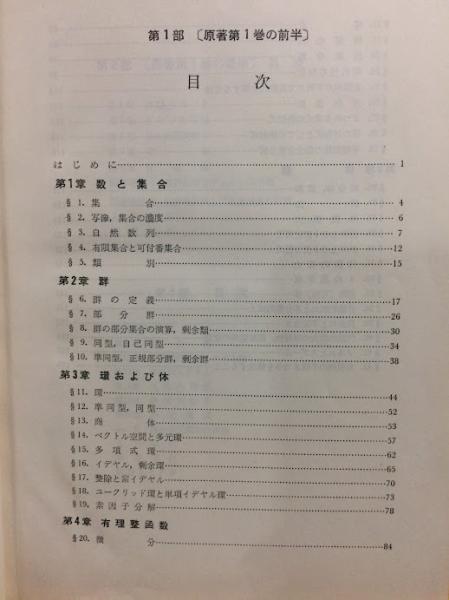 第1部 〔原著第1巻の前半〕
目 次
はじめに……1
第1章 数と集合
§1. 集 合……4
§2. 写像,集合の濃度……6
§3. 自然数列……7
§4. 有限集合と可付番集合……12
§5. 類 別……15
第2章 群
§6. 群の定義……17
§7. 部分群……26
§8. 群の部分集合の演算,剰余類……30
§9. 同型,自己同型……34
§10. 準同型,正規部分群,剰余群……38
第3章 環および体
§11. 環……44
§12. 準同型,同型……52
§13. 商 体……53
§14. ベクトル空間と多元環……57
§15. 多項式環……62
§16. イデヤル,剰余環……65
§17. 整除と素イデヤル……70
§18. ユークリッド環と単項イデヤル環……73
§19. 素因子分解……78
第4章 有理整函数
§20. 微 分……84